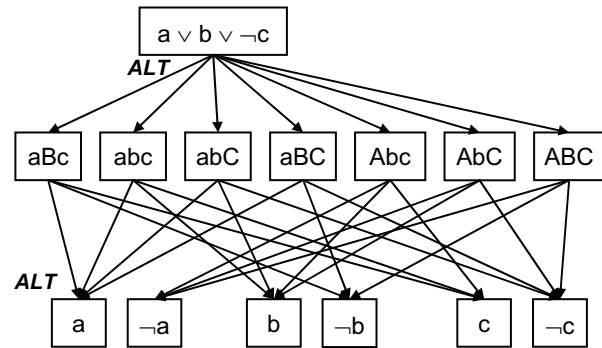 a ∨ b ∨ ¬c
ALT
aBc abc abC aBC Abc AbC ABC
ALT
a ¬a b ¬b c ¬c